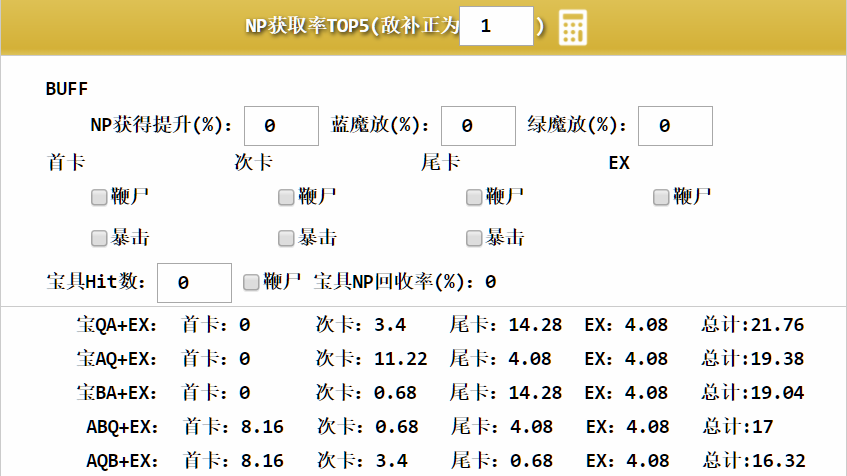 NP获取率TOP5(敌补正为 1 )
BUFF
NP获得提升(%): 0 蓝魔放(%): 0 绿魔放(%): 0
首卡 次卡 尾卡 EX
鞭尸 鞭尸 鞭尸 鞭尸
暴击 暴击 暴击
宝具Hit数: 0 鞭尸 宝具NP回收率(%): 0
宝QA+EX: 首卡: 0 次卡: 3.4 尾卡: 14.28 EX: 4.08 总计:21.76
宝AQ+EX: 首卡: 0 次卡: 11.22 尾卡: 4.08 EX: 4.08 总计:19.38
宝BA+EX: 首卡: 0 次卡: 0.68 尾卡: 14.28 EX: 4.08 总计:19.04
ABQ+EX: 首卡: 8.16 次卡: 0.68 尾卡: 4.08 EX: 4.08 总计:17
AQB+EX: 首卡: 8.16 次卡: 3.4 尾卡: 0.68 EX: 4.08 总计:16.32